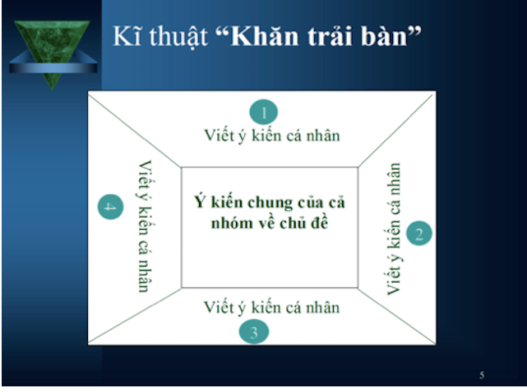 Kĩ thuật “Khăn trải bàn”
1
Viết ý kiến cá nhân
4
Viết ý kiến cá nhân
Ý kiến chung của cả
nhóm về chủ đề
Viết ý kiến cá nhân
2
Viết ý kiến cá nhân
3
5